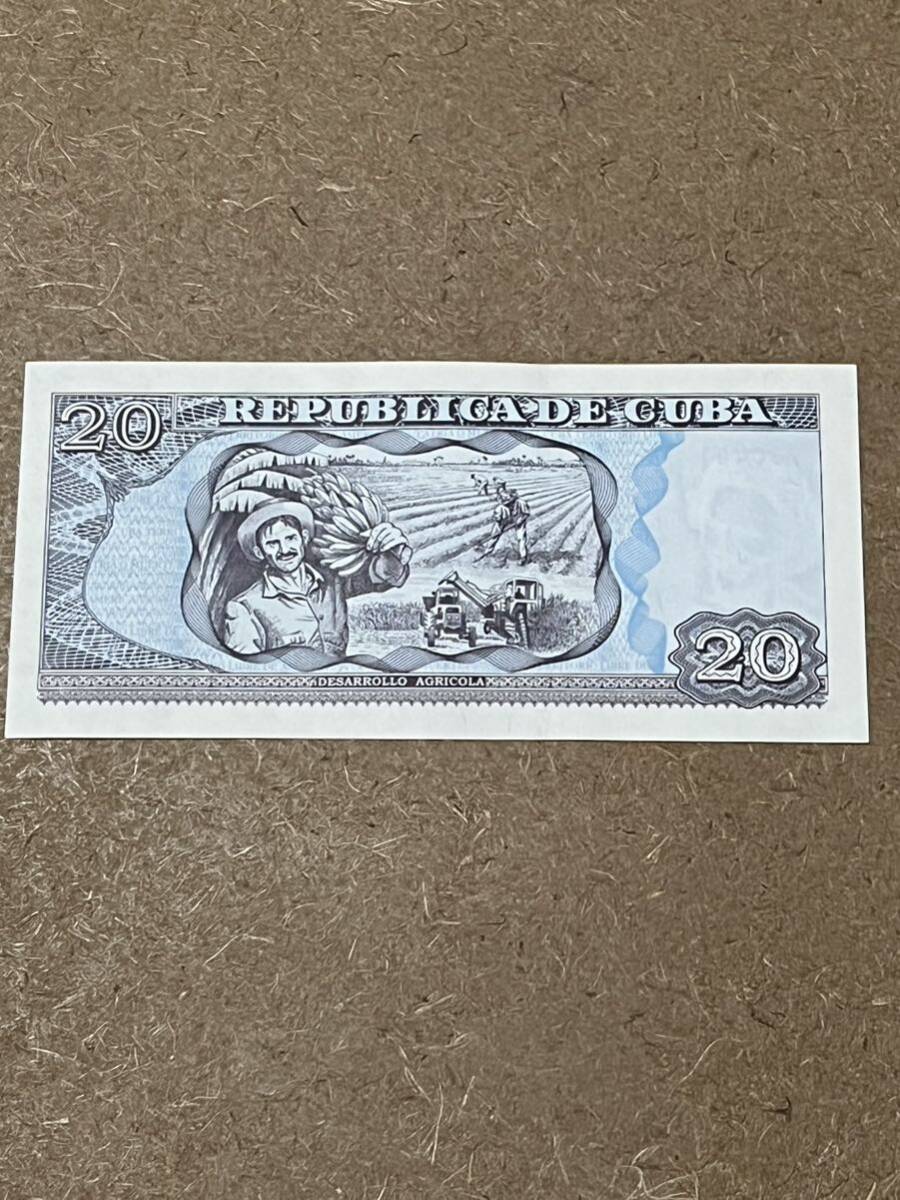 20
REPUBLICA DE CUBA
DESARROLLO AGRICOLA
20